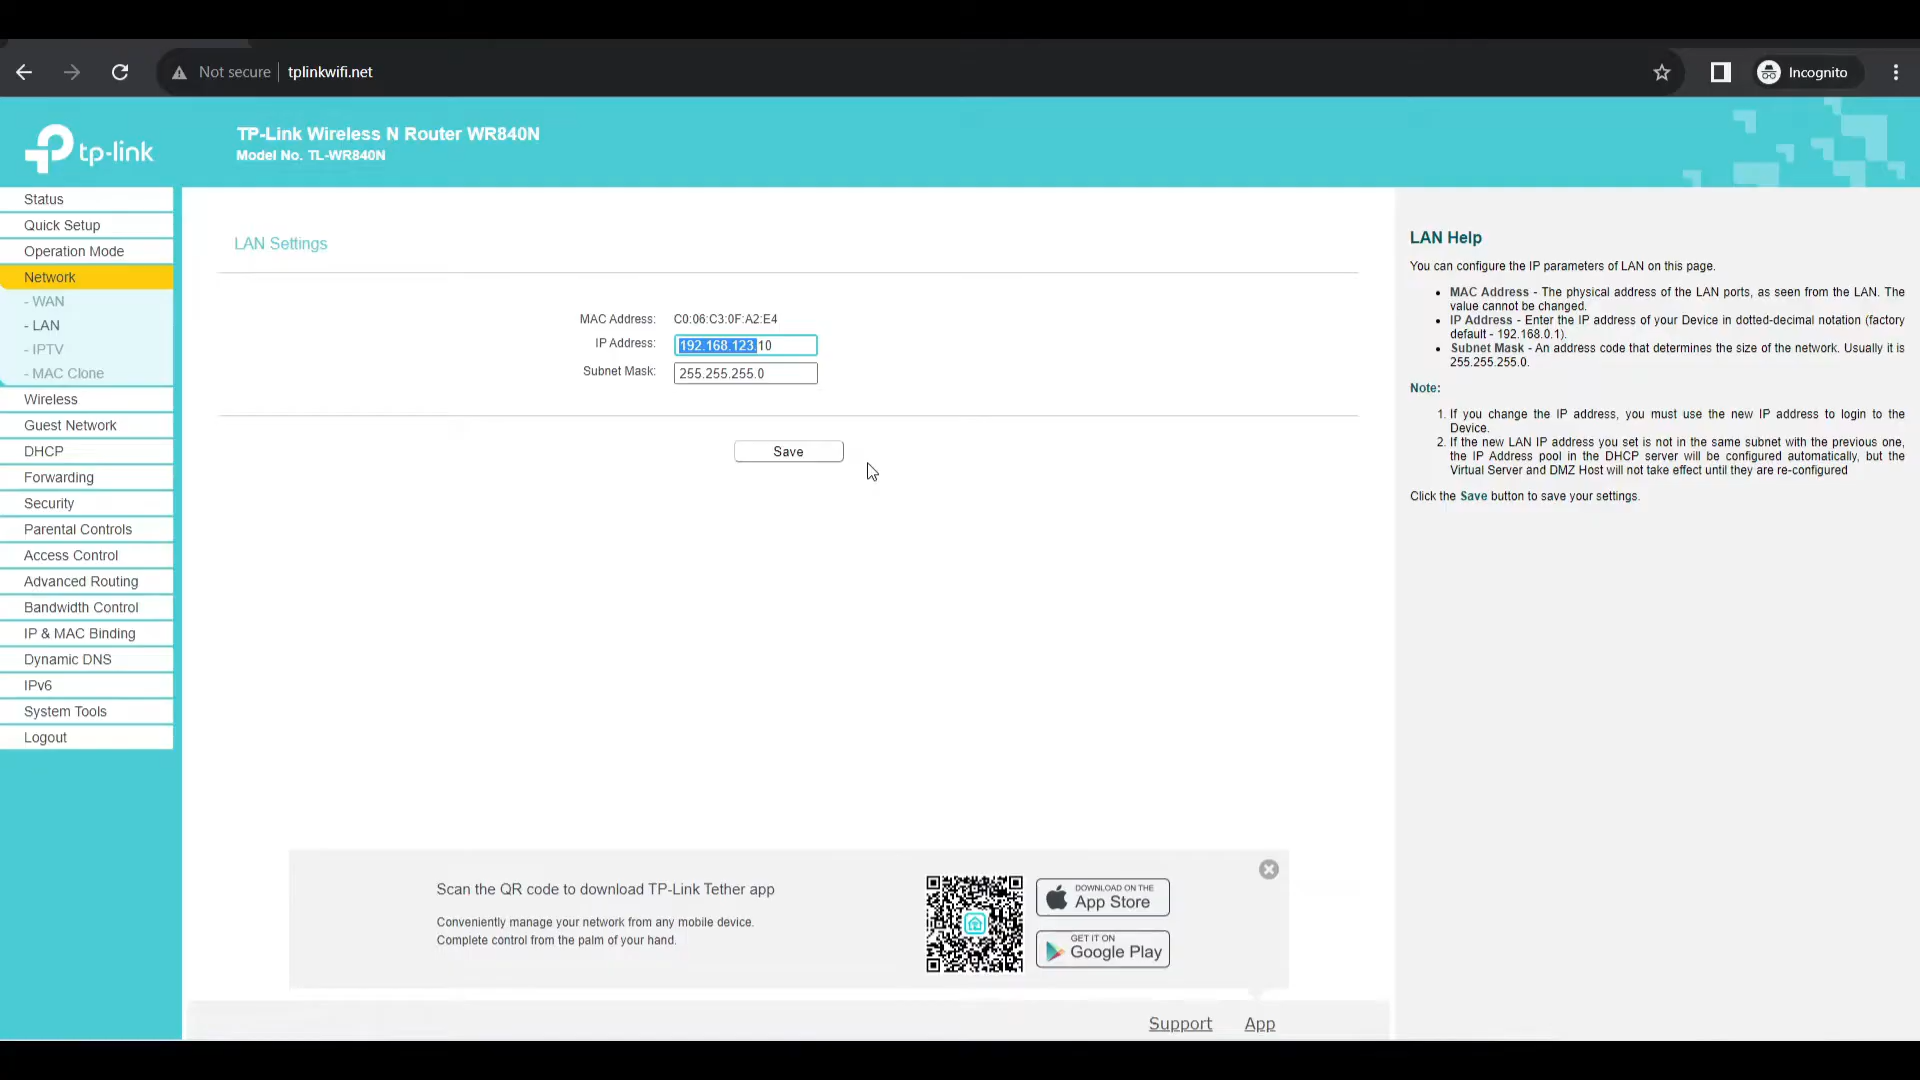 Not secure
tplinkwifi.net
Incognito
tp-link
TP-Link Wireless N Router WR840N
Model No. TL-WR840N
Status
Quick Setup
Operation Mode
Network
- WAN
- LAN
- IPTV
- MAC Clone
Wireless
Guest Network
DHCP
Forwarding
Security
Parental Controls
Access Control
Advanced Routing
Bandwidth Control
IP & MAC Binding
Dynamic DNS
IPv6
System Tools
Logout
LAN Settings
MAC Address: C0:06:C3:0F:A2:E4
IP Address: 192.168.123.10
Subnet Mask: 255.255.255.0
Save
LAN Help
You can configure the IP parameters of LAN on this page.
• MAC Address - The physical address of the LAN ports, as seen from the LAN. The
value cannot be changed.
• IP Address - Enter the IP address of your Device in dotted-decimal notation (factory
default - 192.168.0.1).
• Subnet Mask - An address code that determines the size of the network. Usually it is
255.255.255.0.
Note:
1. If you change the IP address, you must use the new IP address to login to the
Device.
2. If the new LAN IP address you set is not in the same subnet with the previous one,
the IP Address pool in the DHCP server will be configured automatically, but the
Virtual Server and DMZ Host will not take effect until they are re-configured
Click the Save button to save your settings.
Scan the QR code to download TP-Link Tether app
Conveniently manage your network from any mobile device.
Complete control from the palm of your hand.
DOWNLOAD ON THE
App Store
GET IT ON
Google Play
Support
App